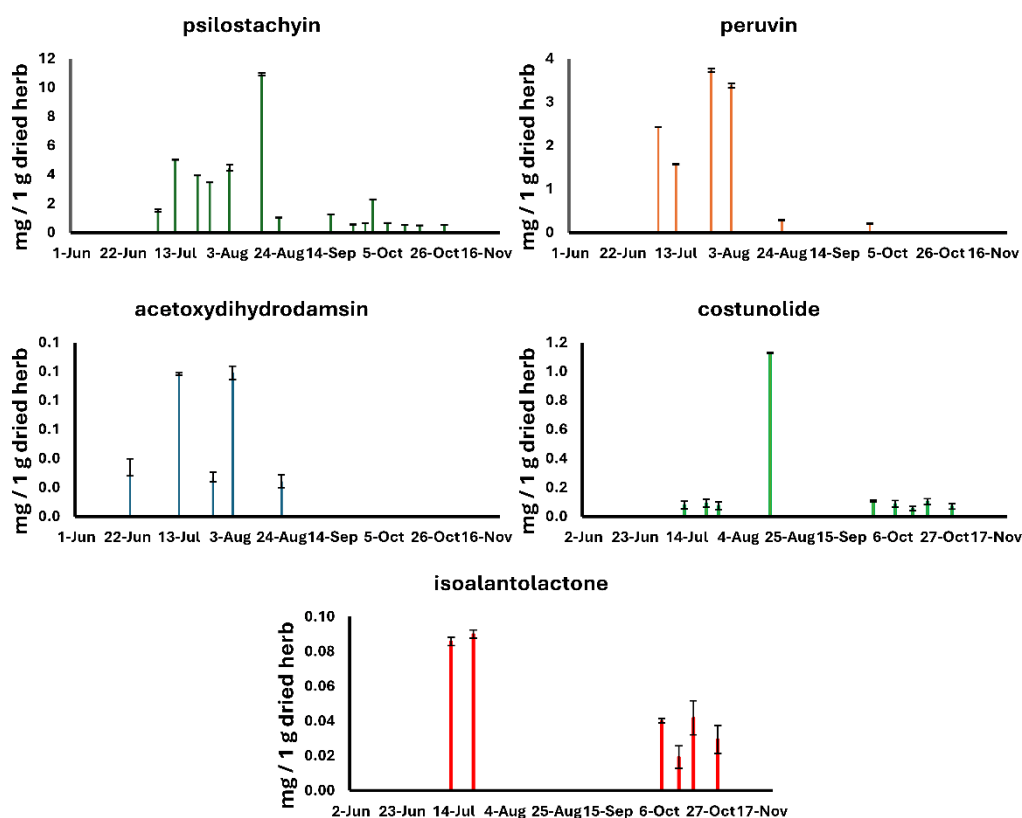 psilostachyin
mg / 1 g dried herb
12
10
8
6
4
2
0
1-Jun 22-Jun 13-Jul 3-Aug 24-Aug 14-Sep 5-Oct 26-Oct 16-Nov
peruvin
mg / 1 g dried herb
4
3
2
1
0
1-Jun 22-Jun 13-Jul 3-Aug 24-Aug 14-Sep 5-Oct 26-Oct 16-Nov
acetoxydihydrodamsin
mg / 1 g dried herb
0.1
0.1
0.1
0.1
0.0
0.0
0.0
1-Jun 22-Jun 13-Jul 3-Aug 24-Aug 14-Sep 5-Oct 26-Oct 16-Nov
costunolide
mg / 1 g dried herb
1.2
1.0
0.8
0.6
0.4
0.2
0.0
2-Jun 23-Jun 14-Jul 4-Aug 25-Aug 15-Sep 6-Oct 27-Oct 17-Nov
isoalantolactone
mg / 1 g dried herb
0.10
0.08
0.06
0.04
0.02
0.00
2-Jun 23-Jun 14-Jul 4-Aug 25-Aug 15-Sep 6-Oct 27-Oct 17-Nov